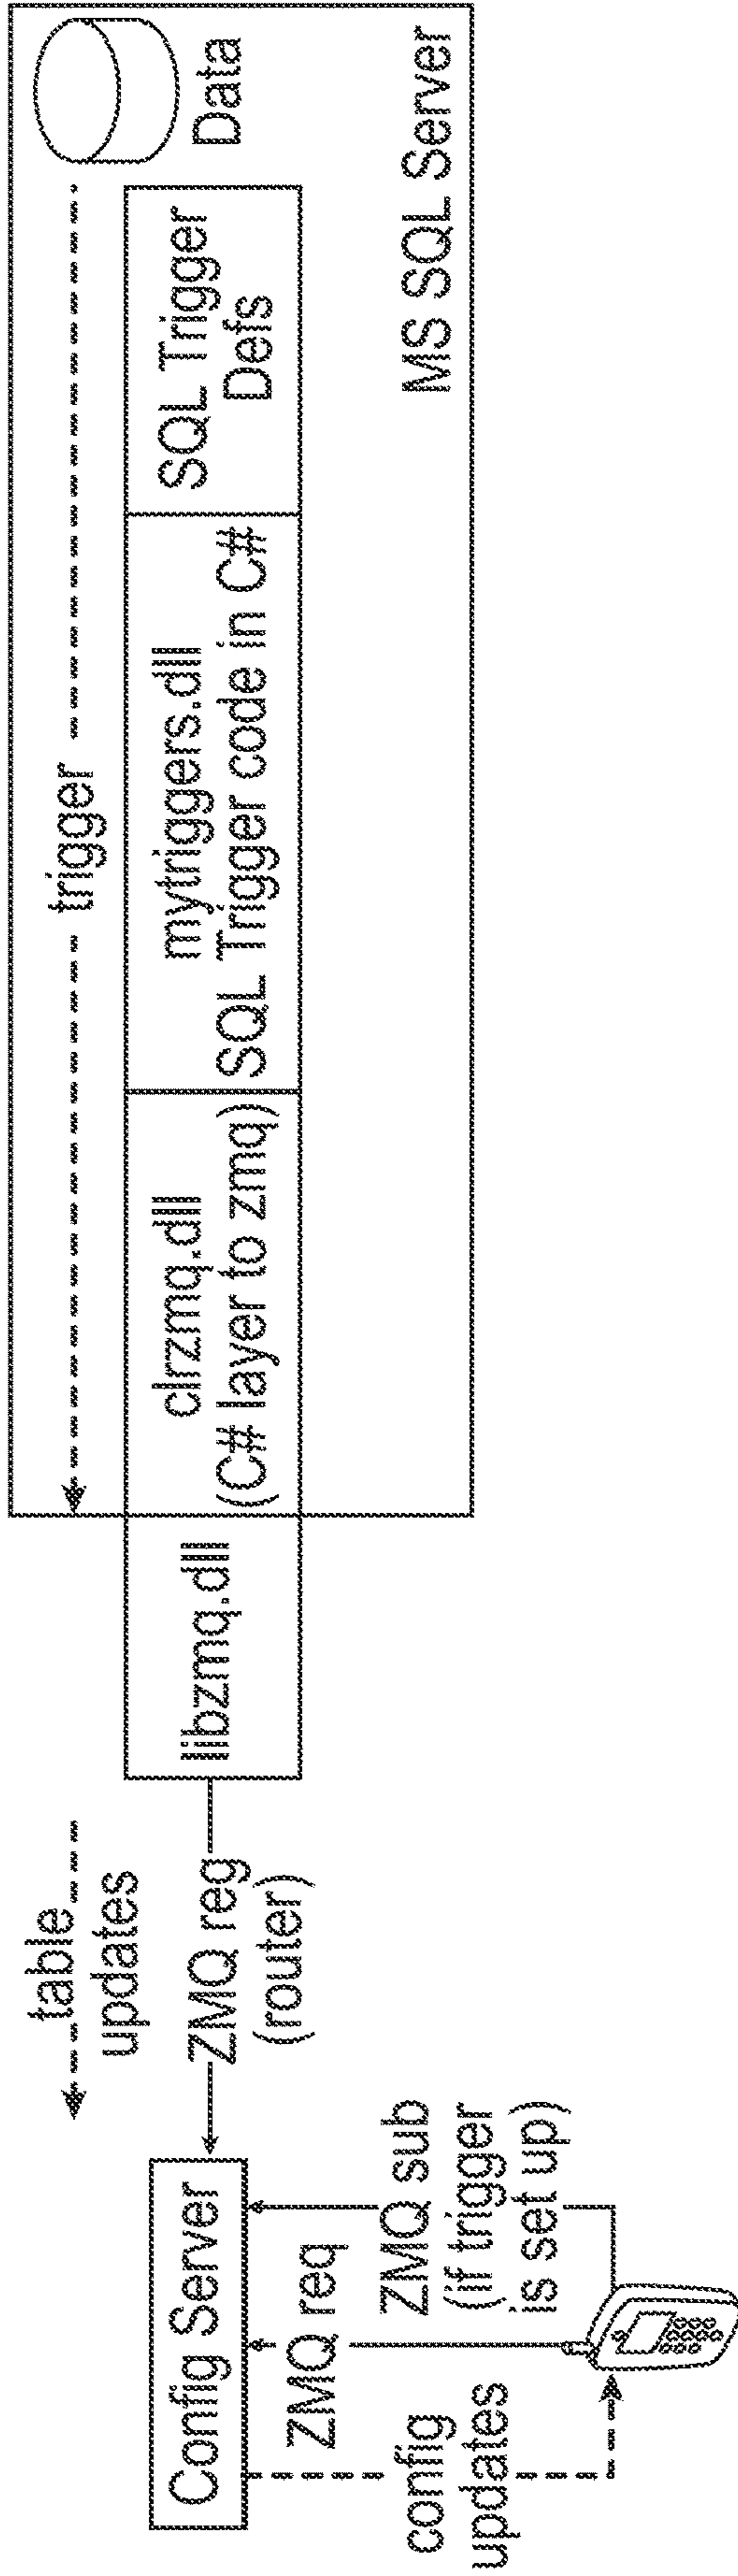 Data
MS SQL Server
trigger
SQL Trigger
Defs
mytriggers.dll
SQL Trigger code in C#
clrzmq.dll
(C# layer to zmq)
libzmq.dll
table
updates
ZMQ reg
(router)
Config Server
ZMQ sub
(if trigger
is set up)
ZMQ req
config
updates